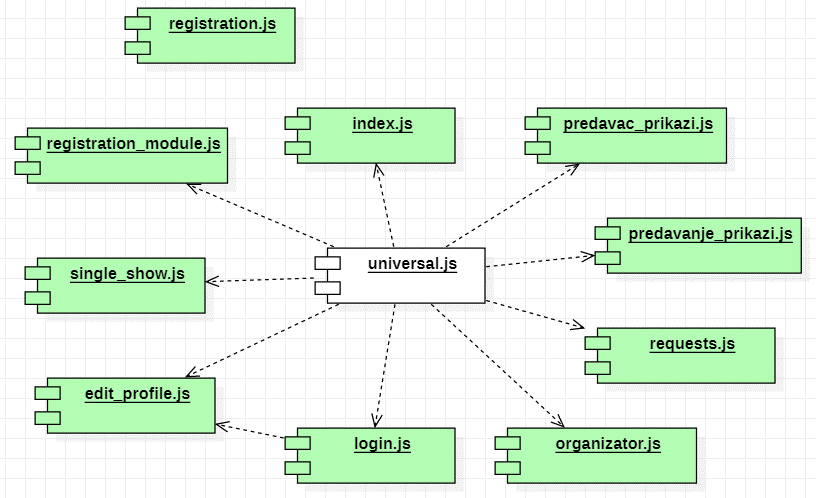 registration.js
index.js
predavac_prikazi.js
registration_module.js
predavanje_prikazi.js
universal.js
single_show.js
requests.js
edit_profile.js
login.js
organizator.js